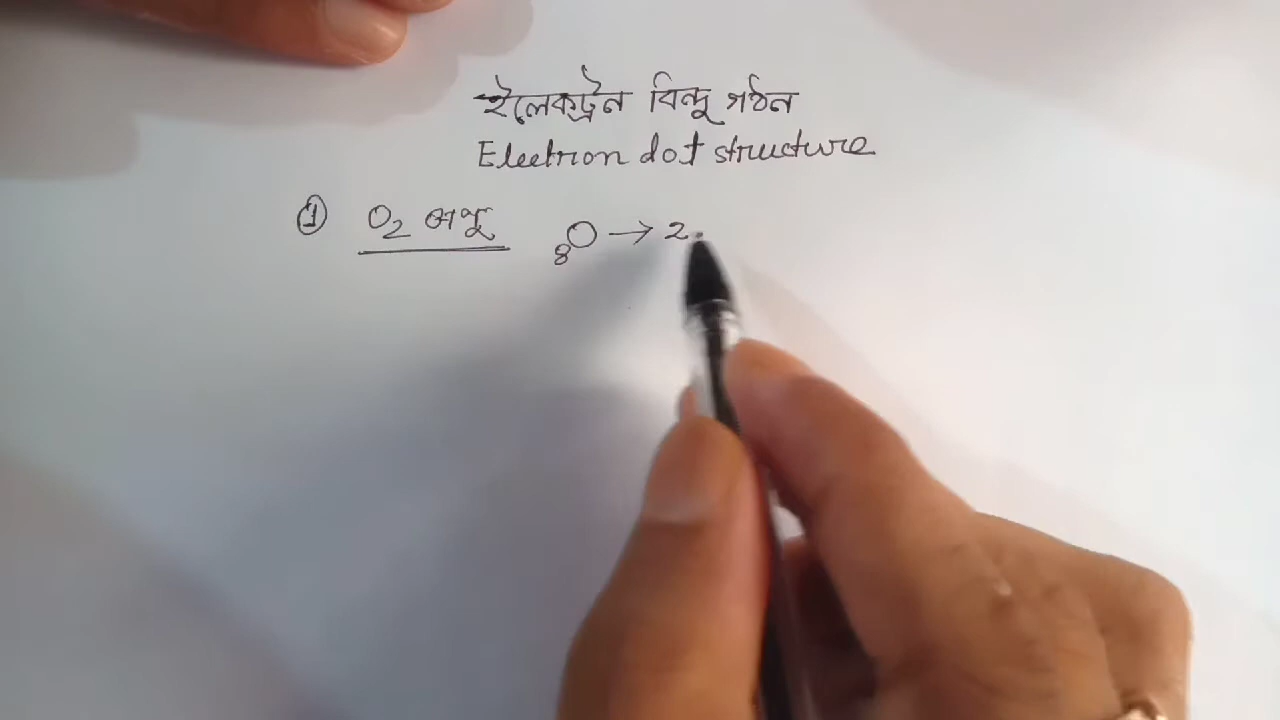 ইলেকট্রন বিন্দু গঠন
Electron dot structure
① O₂ অণু ₈O → 2.